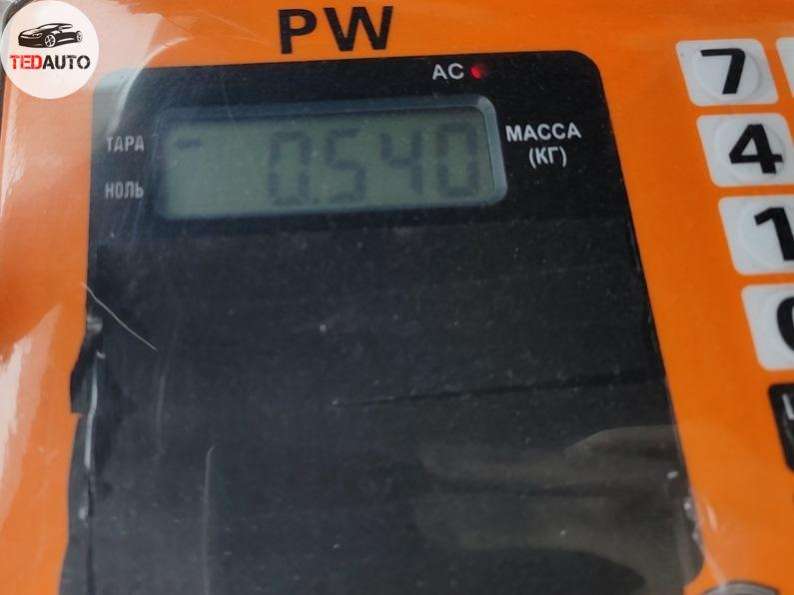 TEDAUTO
PW
AC
ТАРА
НОЛЬ
0.540
МАССА
(КГ)
7
4
1